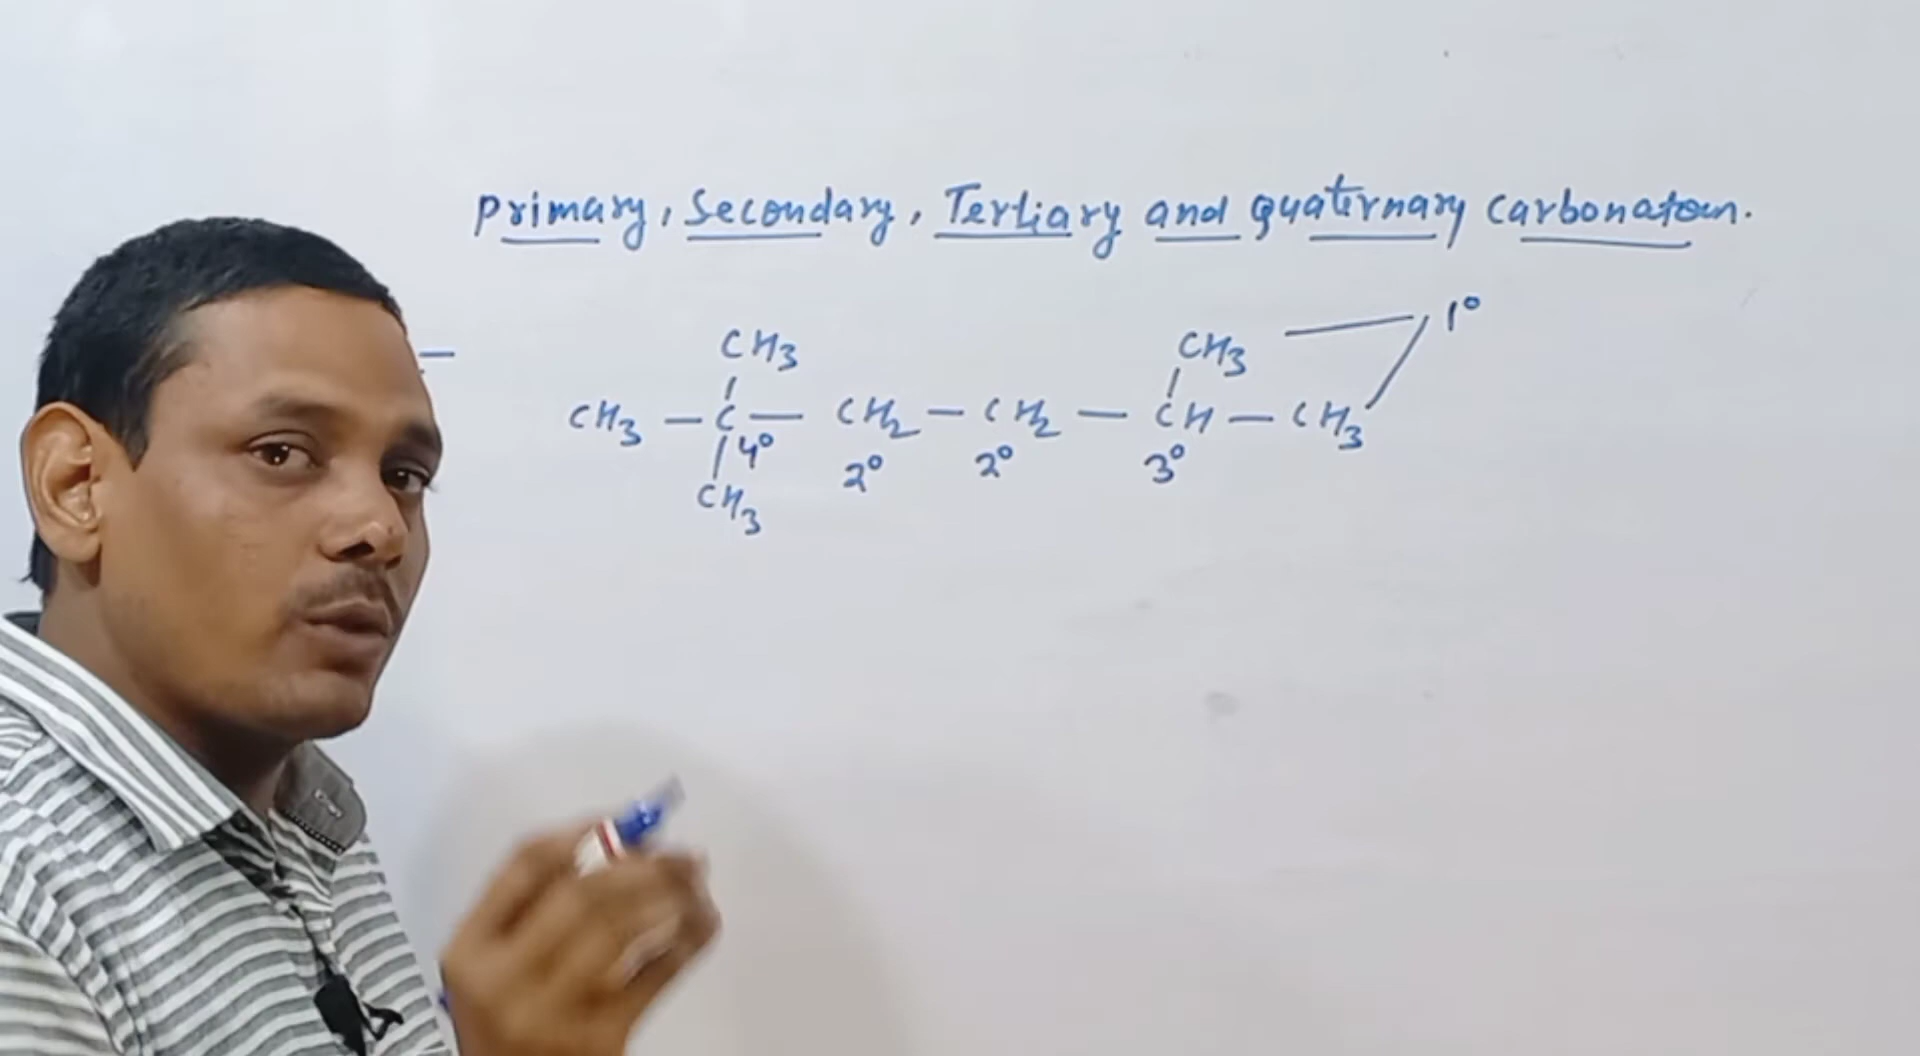 Primary, Secondary, Tertiary and quaternary carbonatom.
CH3 CH3 1°
CH3 — C — CH2 — CH2 — CH — CH3
4° 2° 2° 3°
CH3